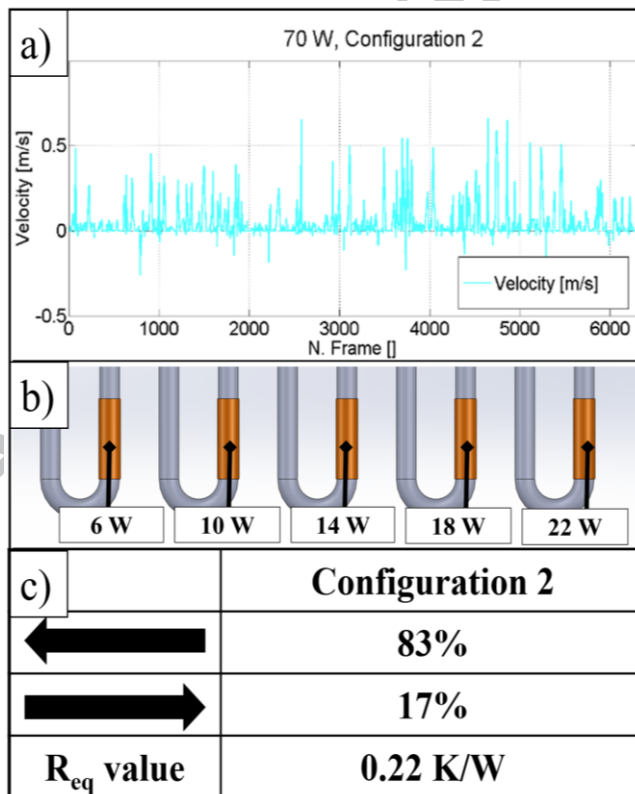 a)
70 W, Configuration 2
Velocity [m/s]
0.5
0
-0.5
Velocity [m/s]
0 1000 2000 3000 4000 5000 6000
N. Frame []
b)
6 W 10 W 14 W 18 W 22 W
c)
Configuration 2
83%
17%
Req value 0.22 K/W